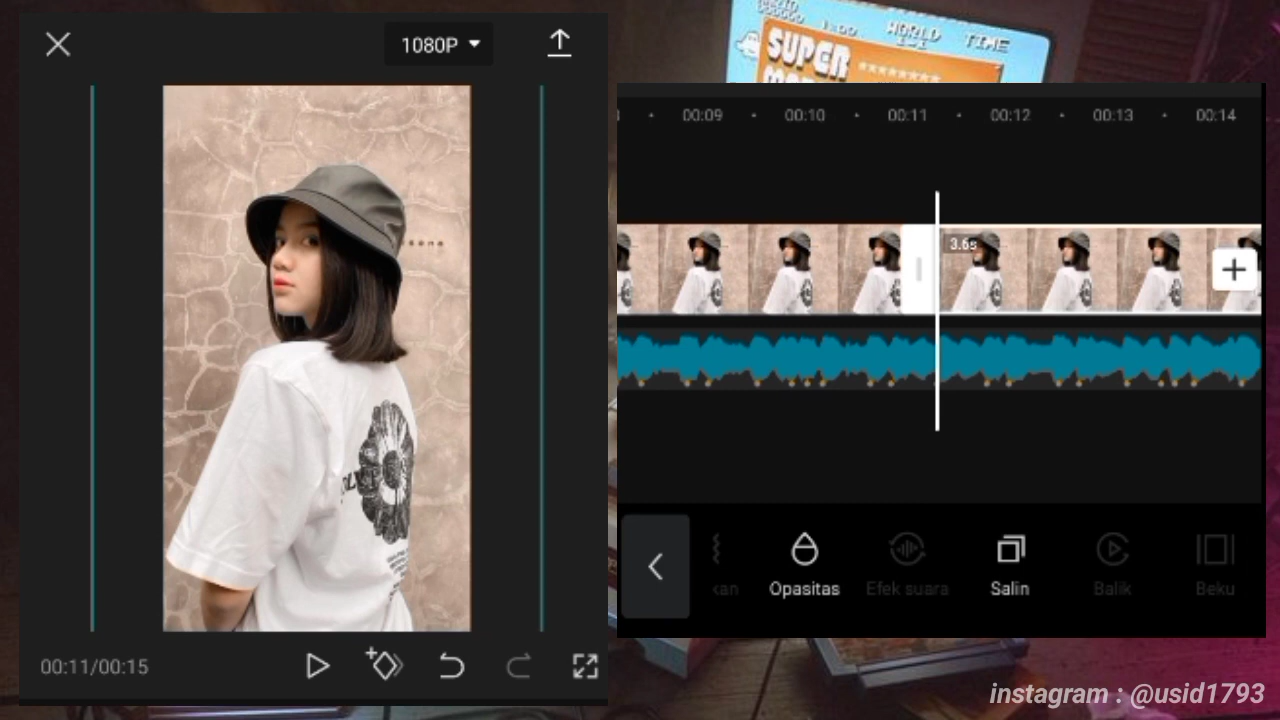 1080P
00:11/00:15
WORLD
TIME
SUPER
00:09 00:10 00:11 00:12 00:13 00:14
3.6s
Opasitas Efek suara Salin Balik Beku
instagram : @usid1793